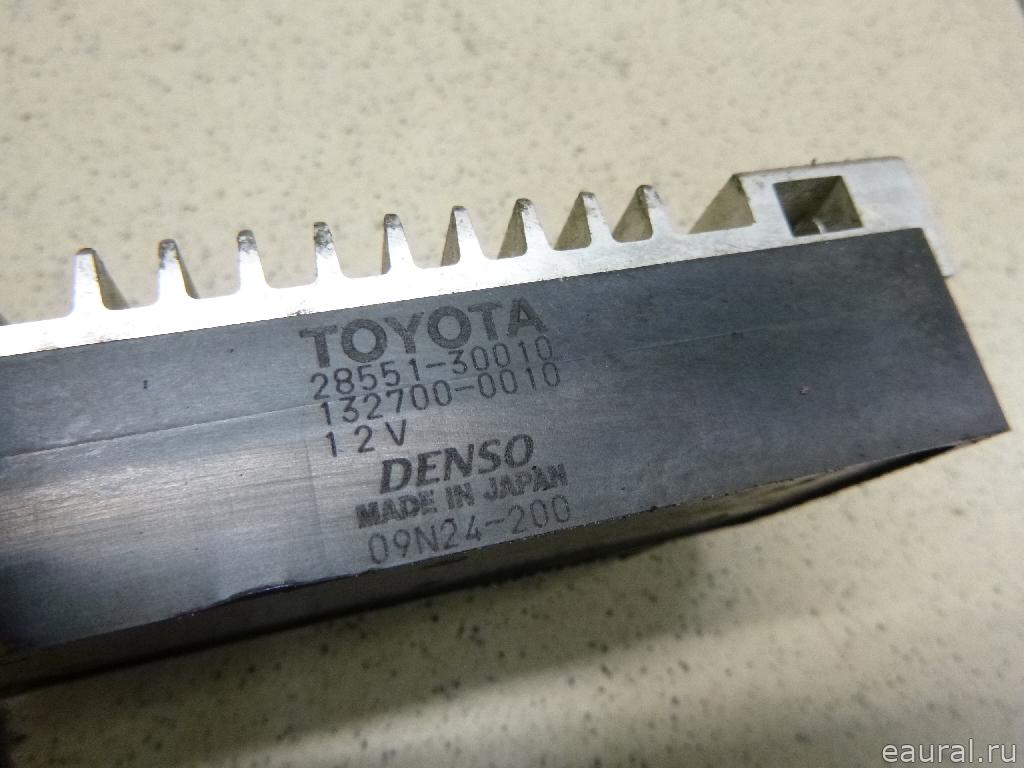 TOYOTA
28551-30010
132700-0010
12V
DENSO
MADE IN JAPAN
09N24-200
eaural.ru